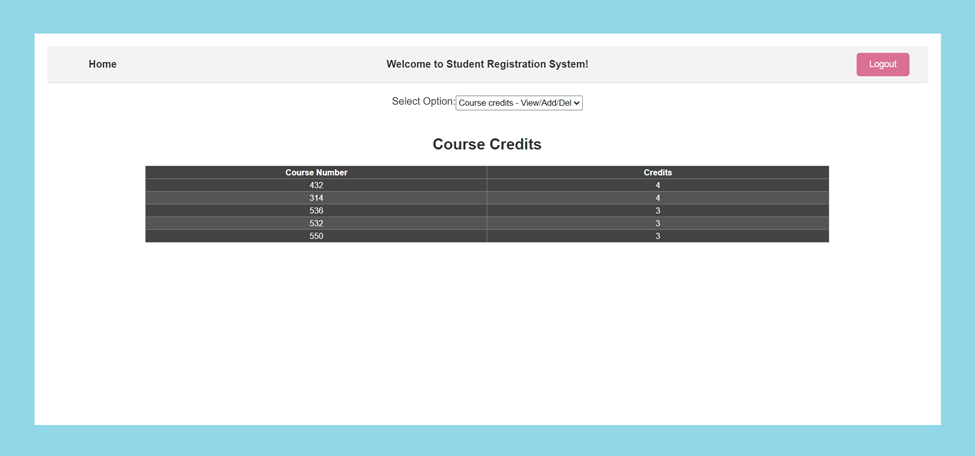 Home Welcome to Student Registration System! Logout
Select Option: Course credits - View/Add/Del
Course Credits
Course Number Credits
432 4
314 4
536 3
532 3
550 3